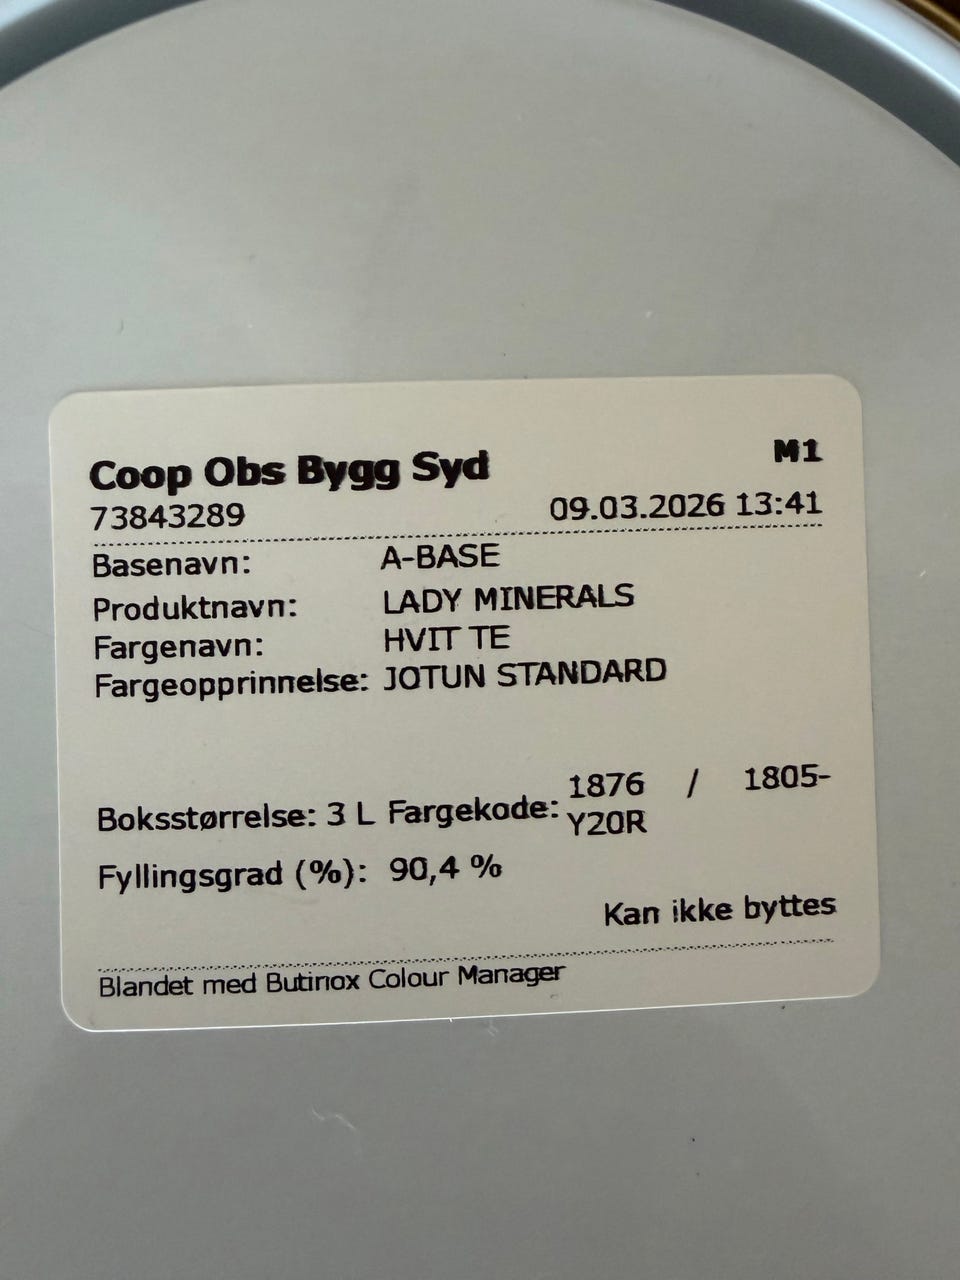 M1
Coop Obs Bygg Syd
73843289 09.03.2026 13:41
Basenavn: A-BASE
Produktnavn: LADY MINERALS
Fargenavn: HVIT TE
Fargeopprinnelse: JOTUN STANDARD
Boksstørrelse: 3 L Fargekode: 1876 / 1805-
Y20R
Fyllingsgrad (%): 90,4 %
Kan ikke byttes
Blandet med Butinox Colour Manager